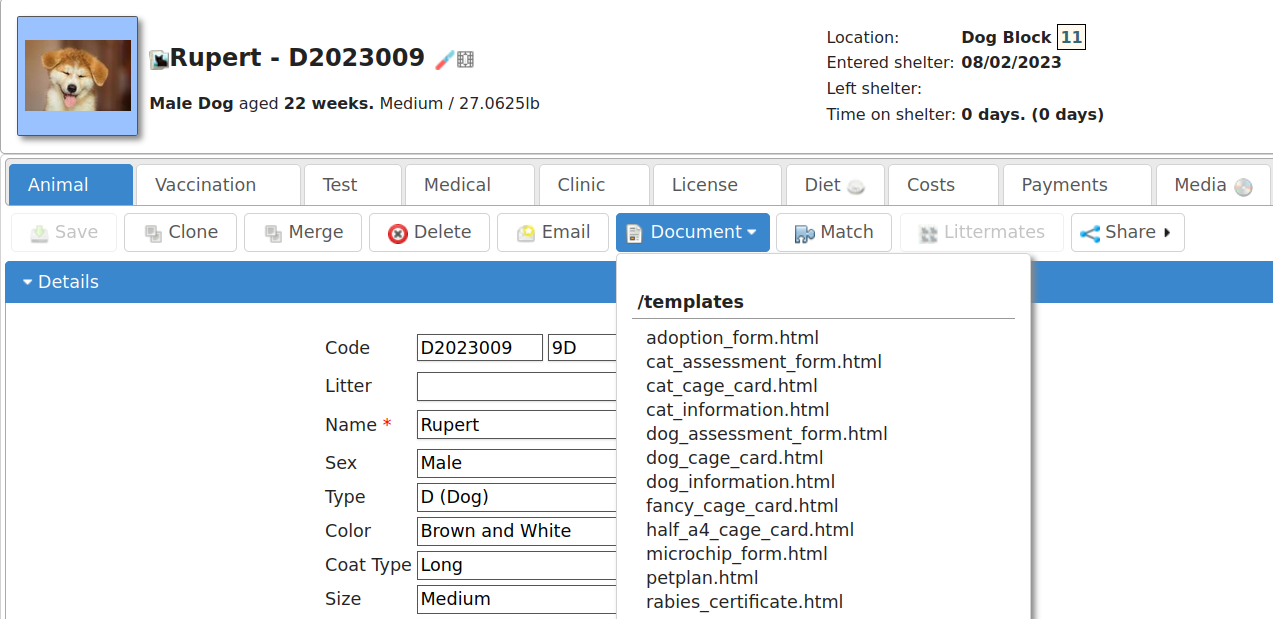 Rupert - D2023009
Male Dog aged 22 weeks. Medium / 27.0625lb
Location: Dog Block 11
Entered shelter: 08/02/2023
Left shelter:
Time on shelter: 0 days. (0 days)
Animal Vaccination Test Medical Clinic License Diet Costs Payments Media
Save Clone Merge Delete Email Document Match Littermates Share
Details
Code D2023009 9D
Litter
Name * Rupert
Sex Male
Type D (Dog)
Color Brown and White
Coat Type Long
Size Medium
/templates
adoption_form.html
cat_assessment_form.html
cat_cage_card.html
cat_information.html
dog_assessment_form.html
dog_cage_card.html
dog_information.html
fancy_cage_card.html
half_a4_cage_card.html
microchip_form.html
petplan.html
rabies_certificate.html